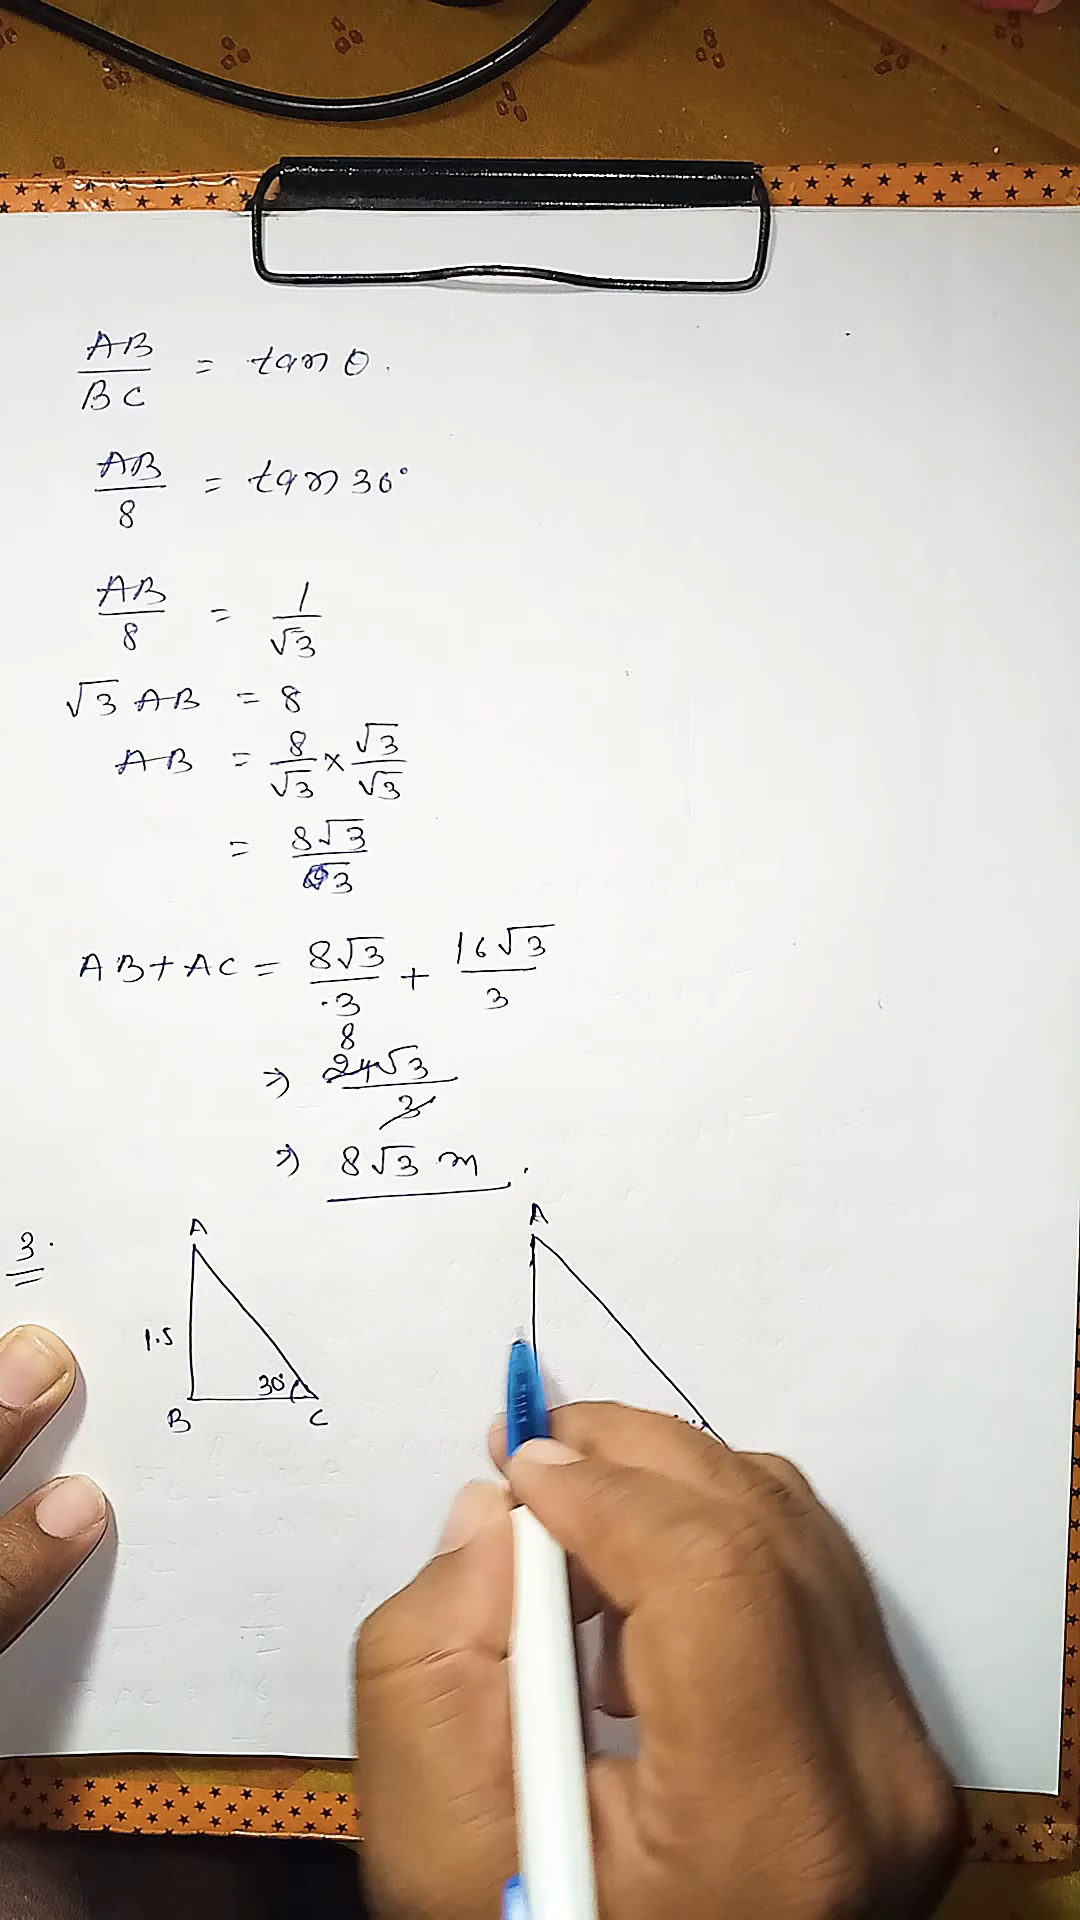 AB/BC = tan θ.
AB/8 = tan 30°
AB/8 = 1/√3
√3 AB = 8
AB = 8/√3 × √3/√3
= 8√3/3
AB + AC = 8√3/3 + 16√3/3
8
⇒ 24√3/3
⇒ 8√3 m.
3.
A
1.5
30°
B
C
A